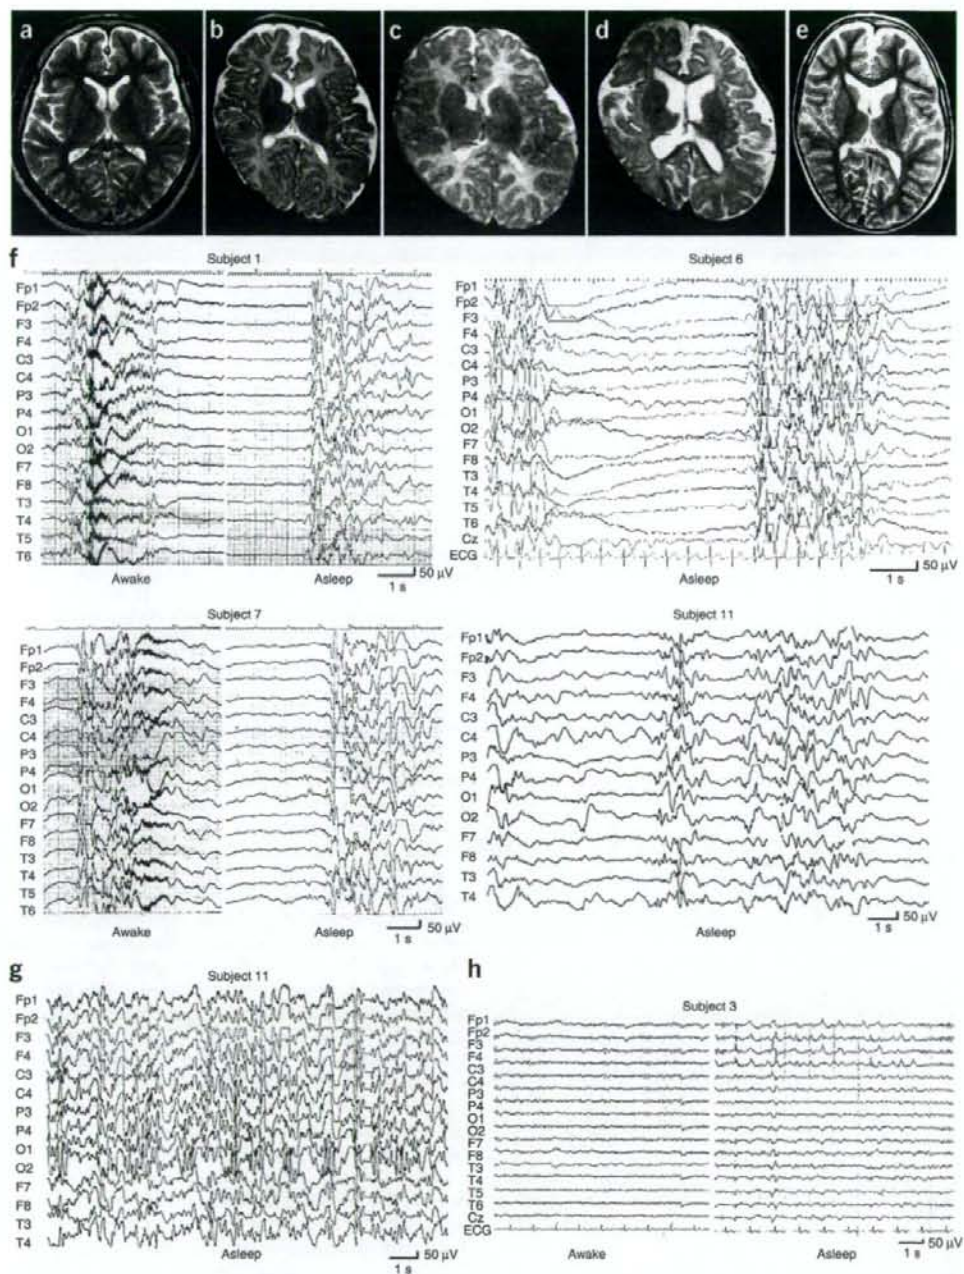 a b c d e
f
Subject 1
Fp1
Fp2
F3
F4
C3
C4
P3
P4
O1
O2
F7
F8
T3
T4
T5
T6
Awake
Asleep
50 μV
1 s
Subject 6
Fp1
Fp2
F3
F4
C3
C4
P3
P4
O1
O2
F7
F8
T3
T4
T5
T6
Cz
ECG
Asleep
50 μV
1 s
Subject 7
Fp1
Fp2
F3
F4
C3
C4
P3
P4
O1
O2
F7
F8
T3
T4
T5
T6
Awake
Asleep
50 μV
1 s
Subject 11
Fp1
Fp2
F3
F4
C3
C4
P3
P4
O1
O2
F7
F8
T3
T4
Asleep
50 μV
1 s
g
Subject 11
Fp1
Fp2
F3
F4
C3
C4
P3
P4
O1
O2
F7
F8
T3
T4
Asleep
50 μV
1 s
h
Subject 3
Fp1
Fp2
F3
F4
C3
C4
P3
P4
O1
O2
F7
F8
T3
T4
T5
T6
Cz
ECG
Awake
Asleep
50 μV
1 s